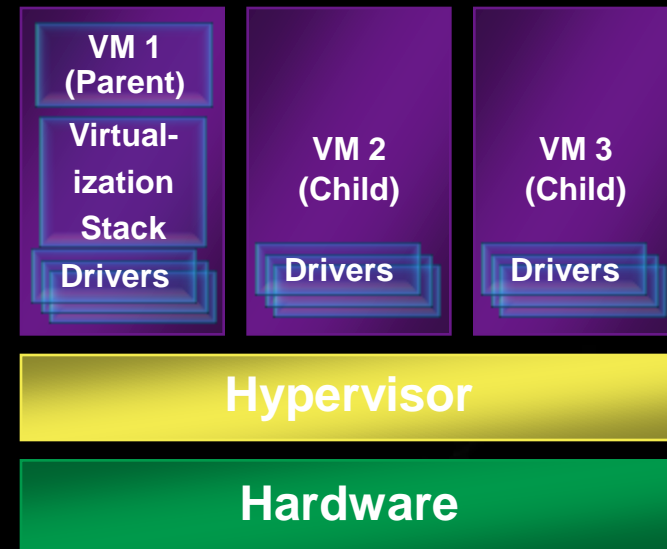 VM 1
(Parent)
Virtual-
ization
Stack
Drivers
VM 2
(Child)
Drivers
VM 3
(Child)
Drivers
Hypervisor
Hardware